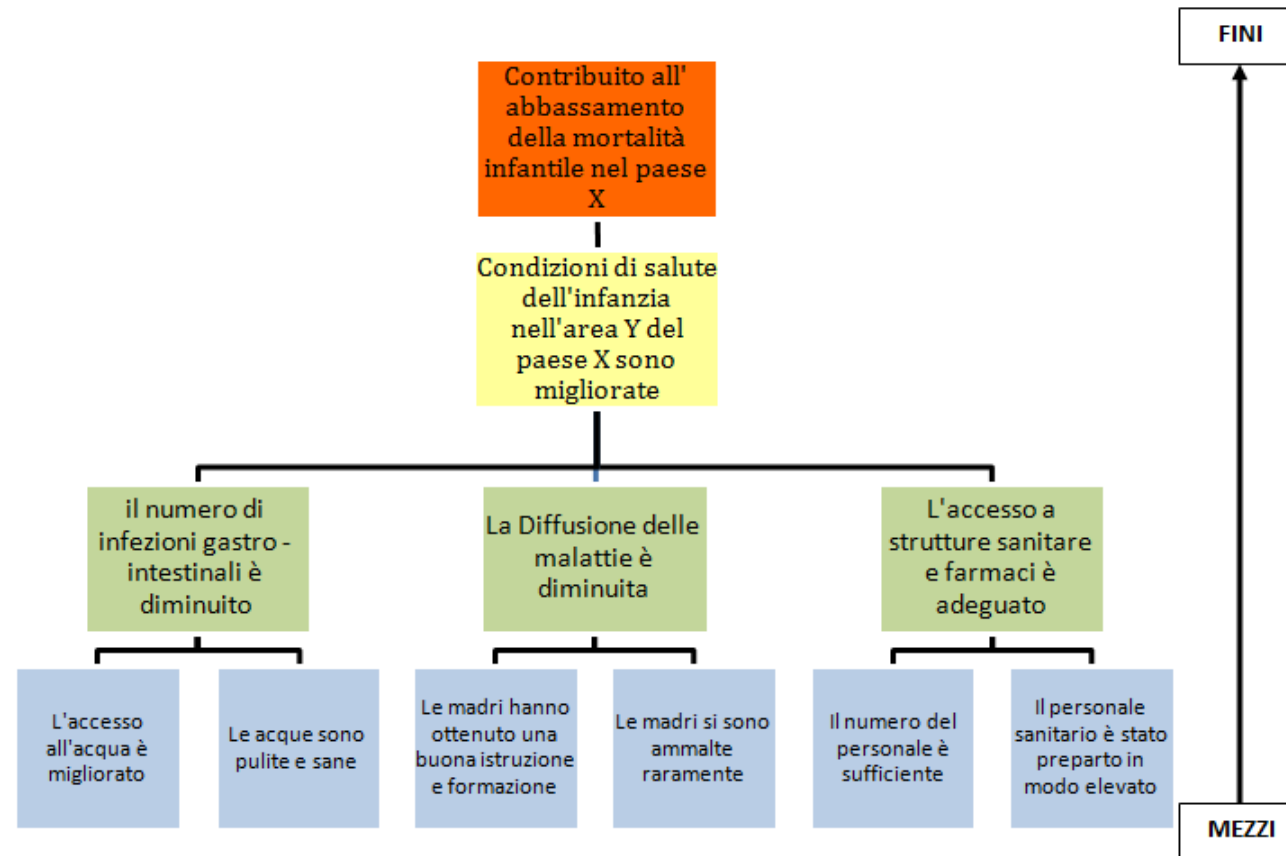 FINI
Contribuito all'
abbassamento
della mortalità
infantile nel paese
X
Condizioni di salute
dell'infanzia
nell'area Y del
paese X sono
migliorate
il numero di
infezioni gastro -
intestinali è
diminuito
La Diffusione delle
malattie è
diminuita
L'accesso a
strutture sanitare
e farmaci è
adeguato
L'accesso
all'acqua è
migliorato
Le acque sono
pulite e sane
Le madri hanno
ottenuto una
buona istruzione
e formazione
Le madri si sono
ammalte
raramente
Il numero del
personale è
sufficiente
Il personale
sanitario è stato
preparto in
modo elevato
MEZZI